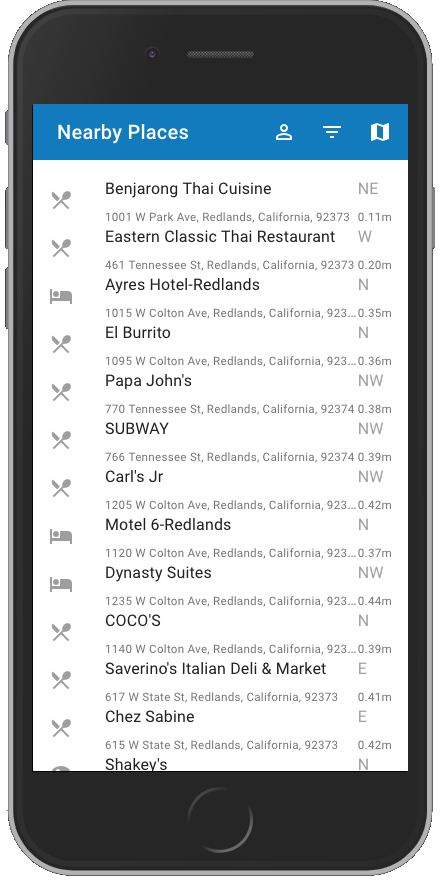 Nearby Places
Benjarong Thai Cuisine NE
1001 W Park Ave, Redlands, California, 92373 0.11m
Eastern Classic Thai Restaurant W
461 Tennessee St, Redlands, California, 92373 0.20m
Ayres Hotel-Redlands N
1015 W Colton Ave, Redlands, California, 923... 0.35m
El Burrito N
1095 W Colton Ave, Redlands, California, 923... 0.36m
Papa John's NW
770 Tennessee St, Redlands, California, 92374 0.38m
SUBWAY NW
766 Tennessee St, Redlands, California, 92374 0.39m
Carl's Jr NW
1205 W Colton Ave, Redlands, California, 923... 0.42m
Motel 6-Redlands N
1120 W Colton Ave, Redlands, California, 923... 0.37m
Dynasty Suites NW
1235 W Colton Ave, Redlands, California, 923... 0.44m
COCO'S N
1140 W Colton Ave, Redlands, California, 923... 0.39m
Saverino's Italian Deli & Market E
617 W State St, Redlands, California, 92373 0.41m
Chez Sabine E
615 W State St, Redlands, California, 92373 0.42m
Shakey's N